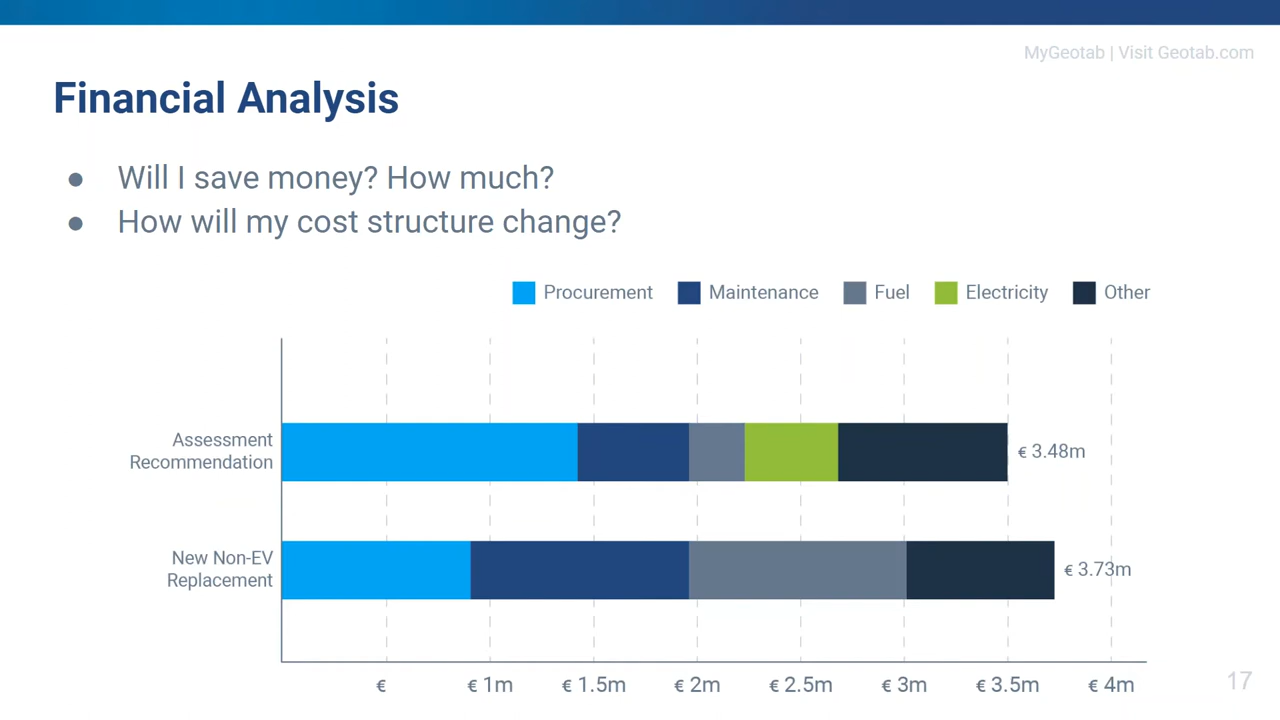 MyGeotab | Visit Geotab.com
Financial Analysis
● Will I save money? How much?
● How will my cost structure change?
Procurement Maintenance Fuel Electricity Other
Assessment
Recommendation
€ 3.48m
New Non-EV
Replacement
€ 3.73m
€ € 1m € 1.5m € 2m € 2.5m € 3m € 3.5m € 4m
17